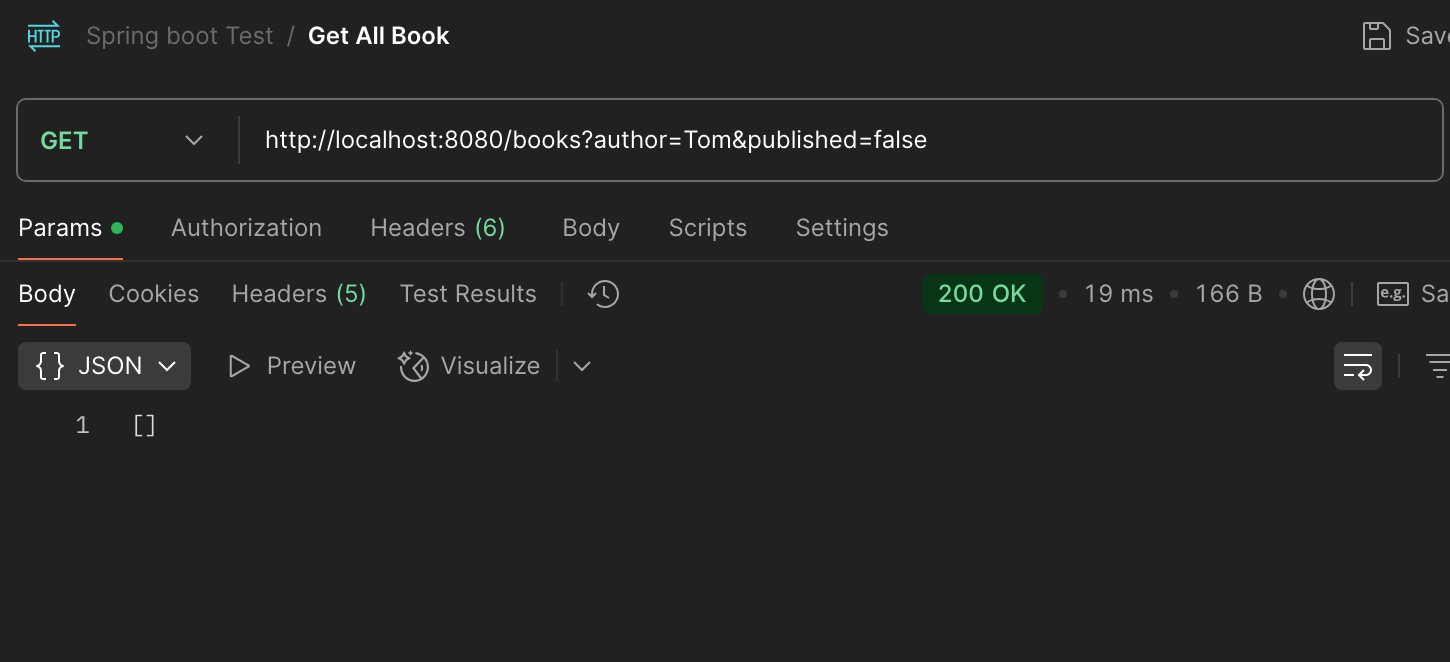 HTTP Spring boot Test / Get All Book Save
GET http://localhost:8080/books?author=Tom&published=false
Params Authorization Headers (6) Body Scripts Settings
Body Cookies Headers (5) Test Results 200 OK • 19 ms • 166 B • e.g. Sa
{} JSON Preview Visualize
1 []